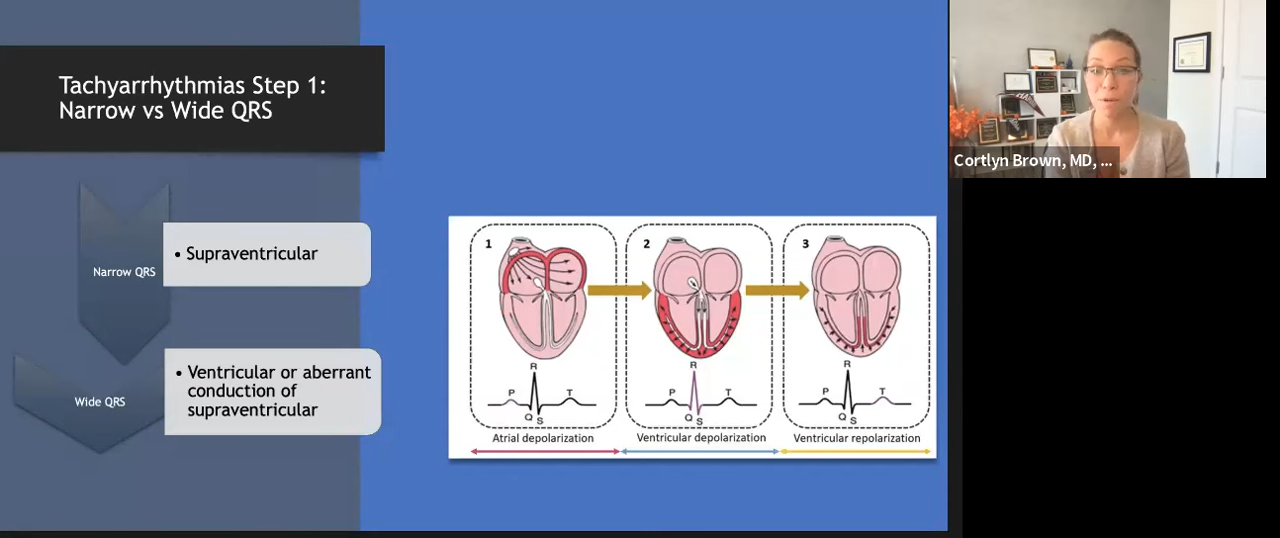 Tachyarrhythmias Step 1:
Narrow vs Wide QRS
Narrow QRS
• Supraventricular
Wide QRS
• Ventricular or aberrant
conduction of
supraventricular
1
2
3
R
P
T
Q
S
R
P
T
Q
S
R
P
T
Q
S
Atrial depolarization
Ventricular depolarization
Ventricular repolarization
Cortlyn Brown, MD, ...